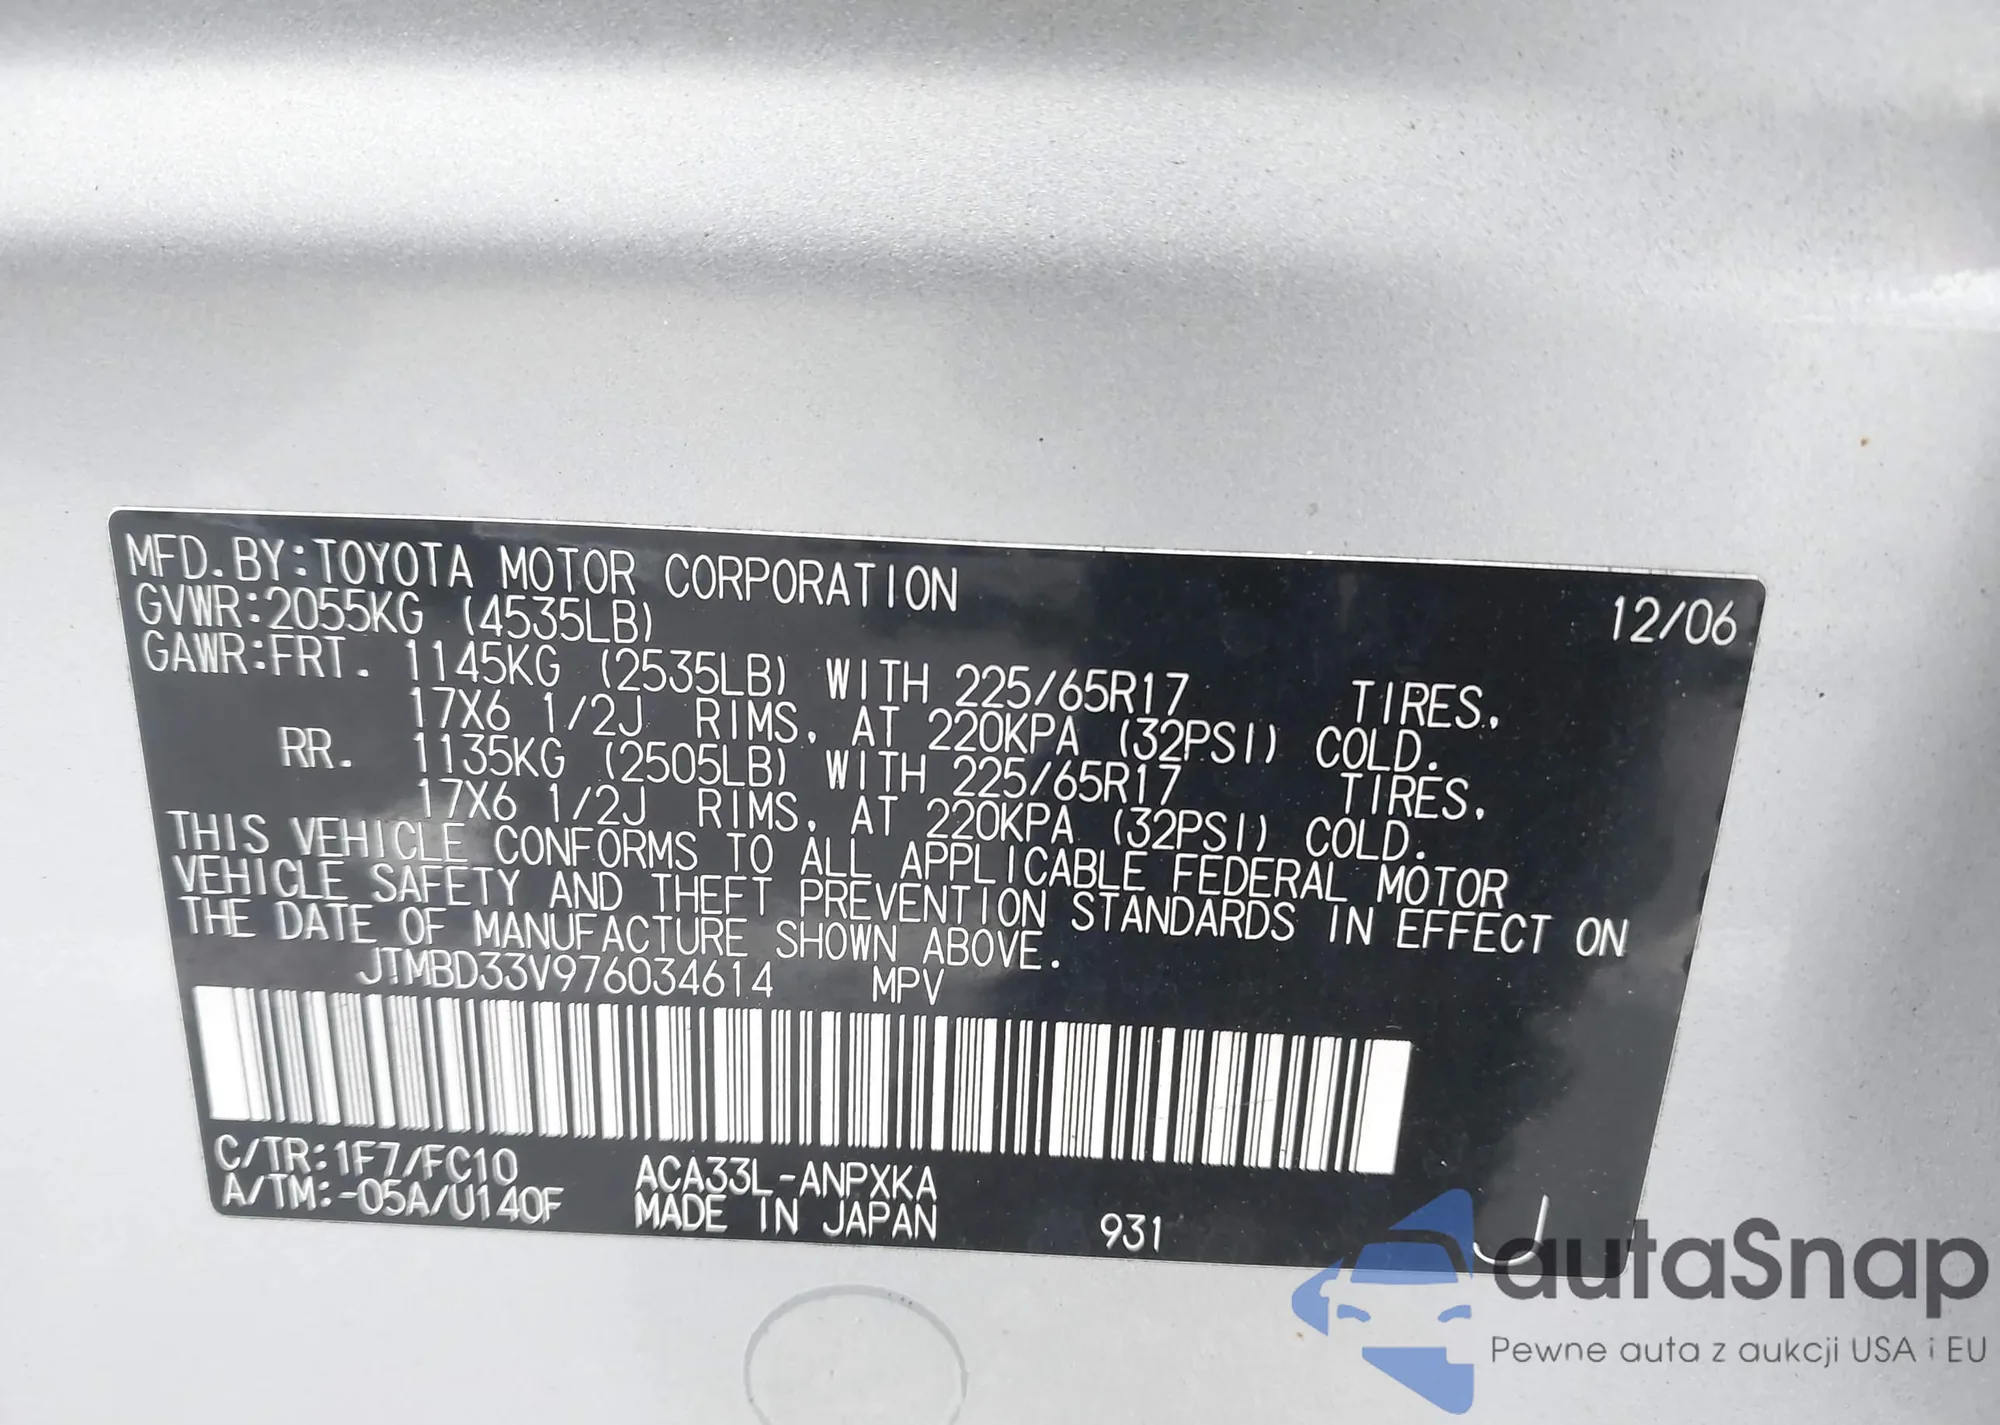 MFD.BY:TOYOTA MOTOR CORPORATION 12/06
GVWR:2055KG (4535LB)
GAWR:FRT. 1145KG (2535LB) WITH 225/65R17 TIRES,
17X6 1/2J RIMS, AT 220KPA (32PSI) COLD.
RR. 1135KG (2505LB) WITH 225/65R17 TIRES,
17X6 1/2J RIMS, AT 220KPA (32PSI) COLD.
THIS VEHICLE CONFORMS TO ALL APPLICABLE FEDERAL MOTOR
VEHICLE SAFETY AND THEFT PREVENTION STANDARDS IN EFFECT ON
THE DATE OF MANUFACTURE SHOWN ABOVE.
JTMBD33V976034614 MPV
C/TR:1F7/FC10 ACA33L-ANPXKA
A/TM:-05A/U140F MADE IN JAPAN 931 J
autaSnap
Pewne auta z aukcji USA i EU